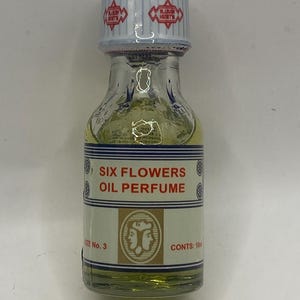 SIX FLOWERS
OIL PERFUME
No. 3
CONTS: